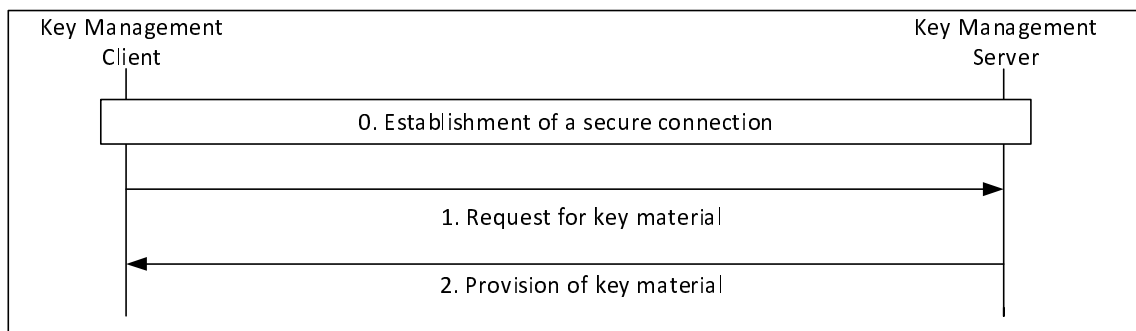 Key Management
Client
Key Management
Server
0. Establishment of a secure connection
1. Request for key material
2. Provision of key material